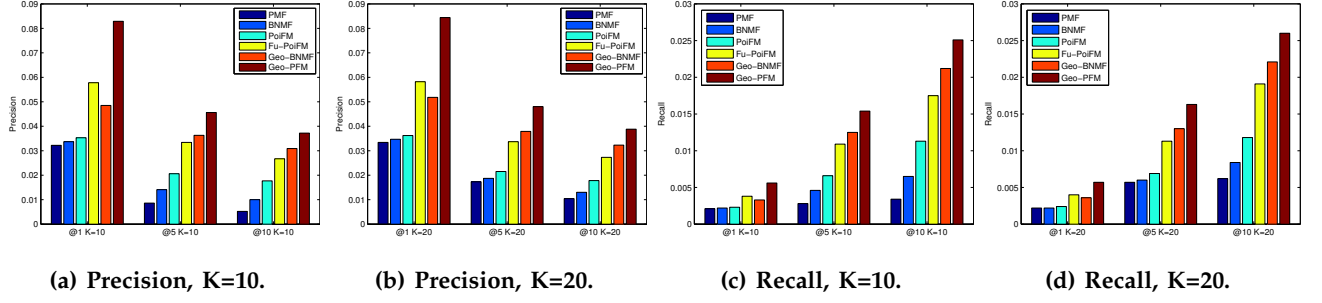 0.09
0.08
0.07
0.06
0.05
0.04
0.03
0.02
0.01
0
Precision
PMF
BNMF
PoiFM
Fu−PoiFM
Geo−BNMF
Geo−PFM
@1 K=10
@5 K=10
@10 K=10
(a) Precision, K=10.
0.09
0.08
0.07
0.06
0.05
0.04
0.03
0.02
0.01
0
Precision
PMF
BNMF
PoiFM
Fu−PoiFM
Geo−BNMF
Geo−PFM
@1 K=20
@5 K=20
@10 K=20
(b) Precision, K=20.
0.03
0.025
0.02
0.015
0.01
0.005
0
Recall
PMF
BNMF
PoiFM
Fu−PoiFM
Geo−BNMF
Geo−PFM
@1 K=10
@5 K=10
@10 K=10
(c) Recall, K=10.
0.03
0.025
0.02
0.015
0.01
0.005
0
Recall
PMF
BNMF
PoiFM
Fu−PoiFM
Geo−BNMF
Geo−PFM
@1 K=20
@5 K=20
@10 K=20
(d) Recall, K=20.